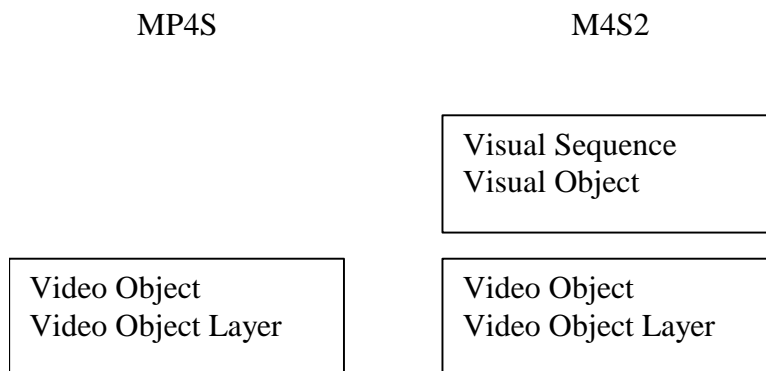 MP4S
M4S2
Visual Sequence
Visual Object
Video Object
Video Object Layer
Video Object
Video Object Layer